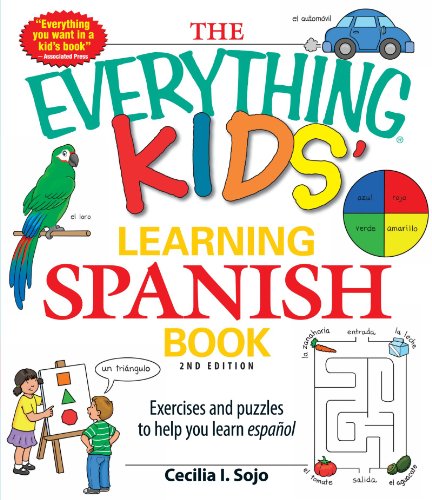 "Everything
you want in a
kid's book"
– Associated Press
THE
EVERYTHING®
KIDS'
LEARNING
SPANISH
BOOK
2ND EDITION
Exercises and puzzles
to help you learn español
Cecilia I. Sojo
el automóvil
el loro
azul
rojo
verde
amarillo
un triángulo
entrada
la zanahoria
la leche
el tomate
salida
el aguacate